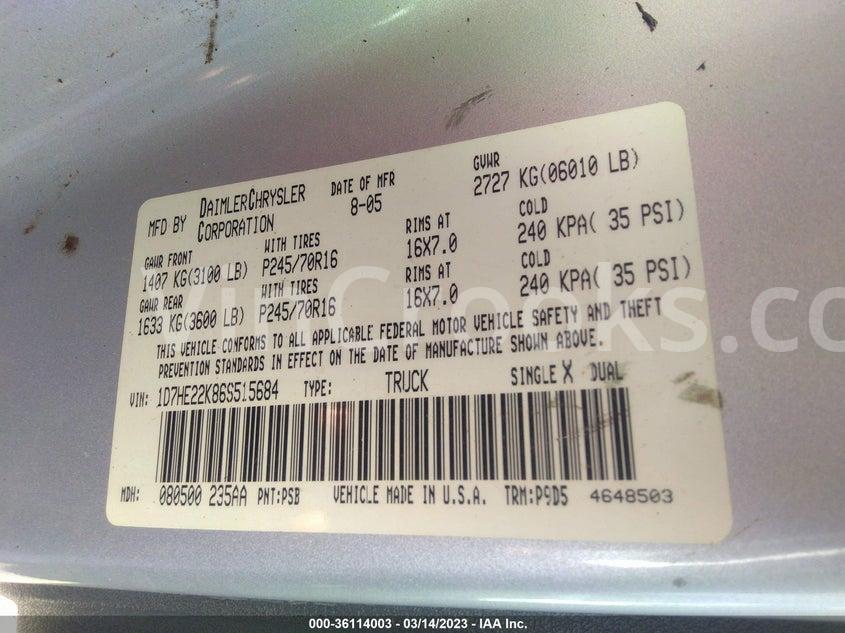 MFD BY DAIMLERCHRYSLER CORPORATION
DATE OF MFR 8-05
GVWR 2727 KG(06010 LB)
GAWR FRONT WITH TIRES RIMS AT COLD
1407 KG(3100 LB) P245/70R16 16X7.0 240 KPA( 35 PSI)
GAWR REAR WITH TIRES RIMS AT COLD
1633 KG(3600 LB) P245/70R16 16X7.0 240 KPA( 35 PSI)
THIS VEHICLE CONFORMS TO ALL APPLICABLE FEDERAL MOTOR VEHICLE SAFETY AND THEFT
PREVENTION STANDARDS IN EFFECT ON THE DATE OF MANUFACTURE SHOWN ABOVE.
VIN: 1D7HE22K86S515684 TYPE: TRUCK SINGLE X DUAL
MDH: 080500 235AA PNT:PSB VEHICLE MADE IN U.S.A. TRM:P9D5 4648503
VinCrooks.com
000-36114003 - 03/14/2023 - IAA Inc.